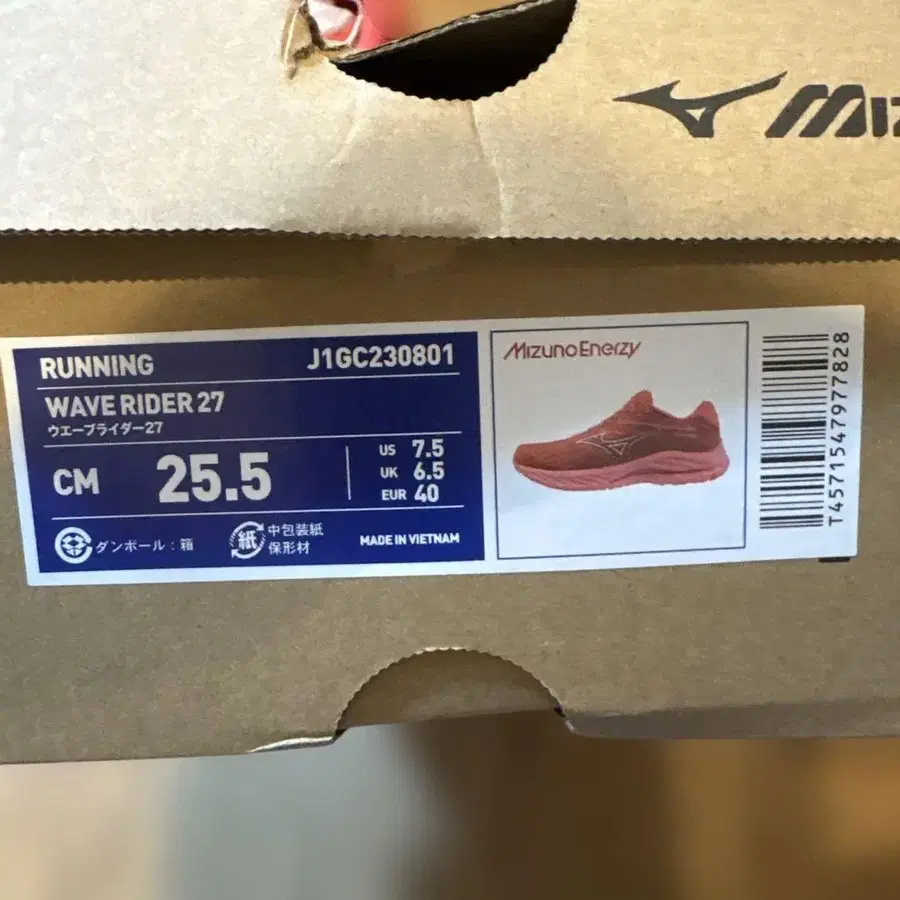 MIZ
RUNNING
J1GC230801
WAVE RIDER 27
ウエーブライダー27
CM 25.5
US 7.5
UK 6.5
EUR 40
ダンボール : 箱
紙
中包装紙
保形材
MADE IN VIETNAM
MizunoEnerzy
T4571547977828